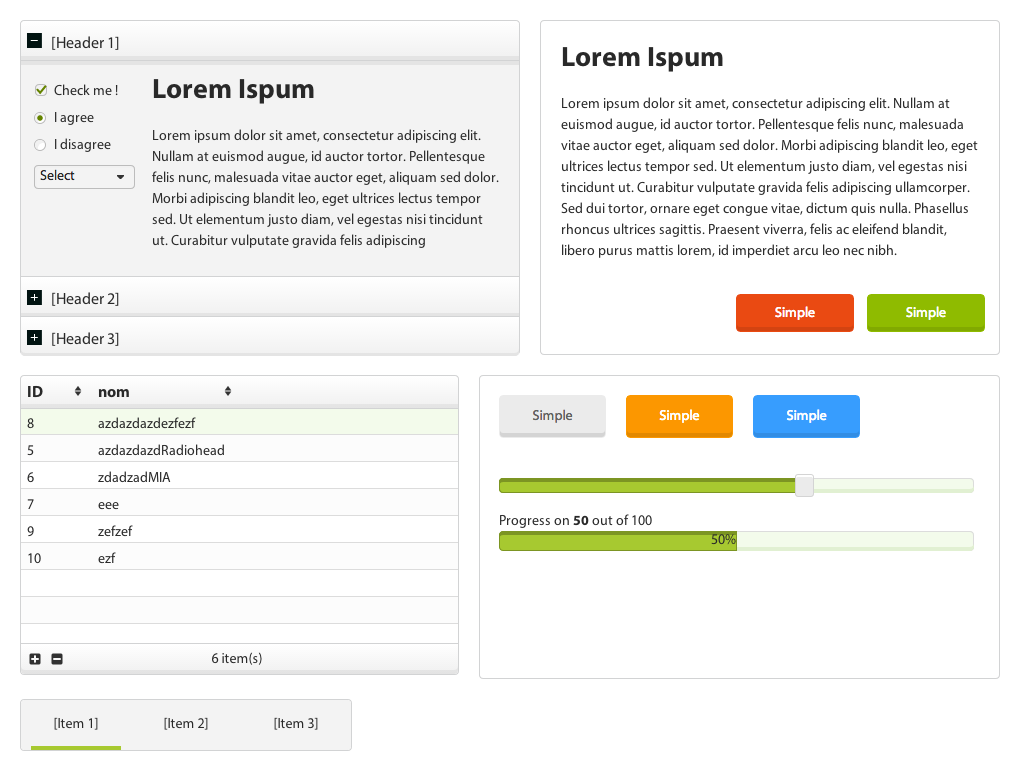 [Header 1]
Check me !
I agree
I disagree
Select
Lorem Ispum
Lorem ipsum dolor sit amet, consectetur adipiscing elit.
Nullam at euismod augue, id auctor tortor. Pellentesque
felis nunc, malesuada vitae auctor eget, aliquam sed dolor.
Morbi adipiscing blandit leo, eget ultrices lectus tempor
sed. Ut elementum justo diam, vel egestas nisi tincidunt
ut. Curabitur vulputate gravida felis adipiscing
[Header 2]
[Header 3]
Lorem Ispum
Lorem ipsum dolor sit amet, consectetur adipiscing elit. Nullam at
euismod augue, id auctor tortor. Pellentesque felis nunc, malesuada
vitae auctor eget, aliquam sed dolor. Morbi adipiscing blandit leo, eget
ultrices lectus tempor sed. Ut elementum justo diam, vel egestas nisi
tincidunt ut. Curabitur vulputate gravida felis adipiscing ullamcorper.
Sed dui tortor, ornare eget congue vitae, dictum quis nulla. Phasellus
rhoncus ultrices sagittis. Praesent viverra, felis ac eleifend blandit,
libero purus mattis lorem, id imperdiet arcu leo nec nibh.
Simple Simple
ID nom
8 azdazdazdezfezf
5 azdazdazdRadiohead
6 zdadzadMIA
7 eee
9 zefzef
10 ezf
6 item(s)
Simple Simple Simple
Progress on 50 out of 100
50%
[Item 1] [Item 2] [Item 3]